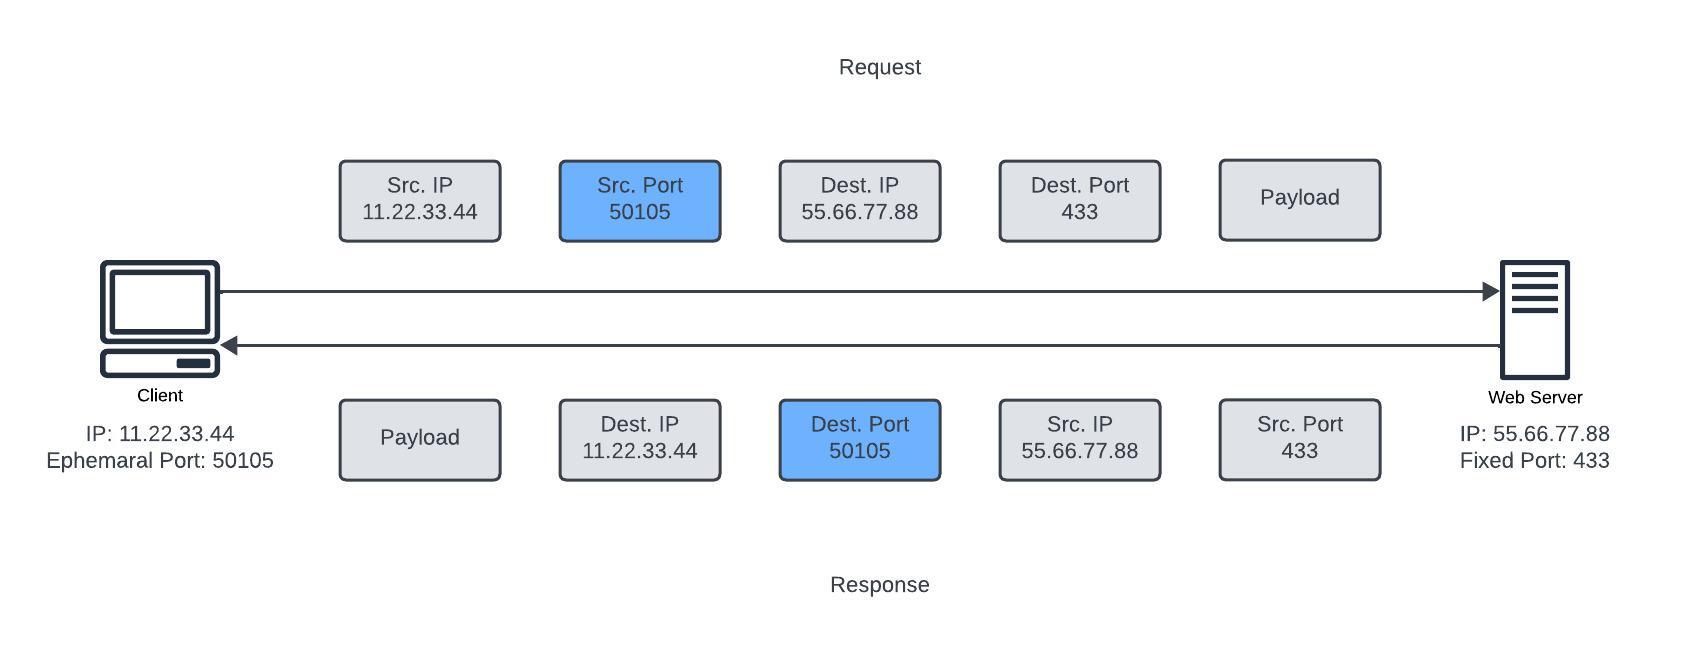 Request
Src. IP
11.22.33.44
Src. Port
50105
Dest. IP
55.66.77.88
Dest. Port
433
Payload
Client
IP: 11.22.33.44
Ephemaral Port: 50105
Web Server
IP: 55.66.77.88
Fixed Port: 433
Payload
Dest. IP
11.22.33.44
Dest. Port
50105
Src. IP
55.66.77.88
Src. Port
433
Response